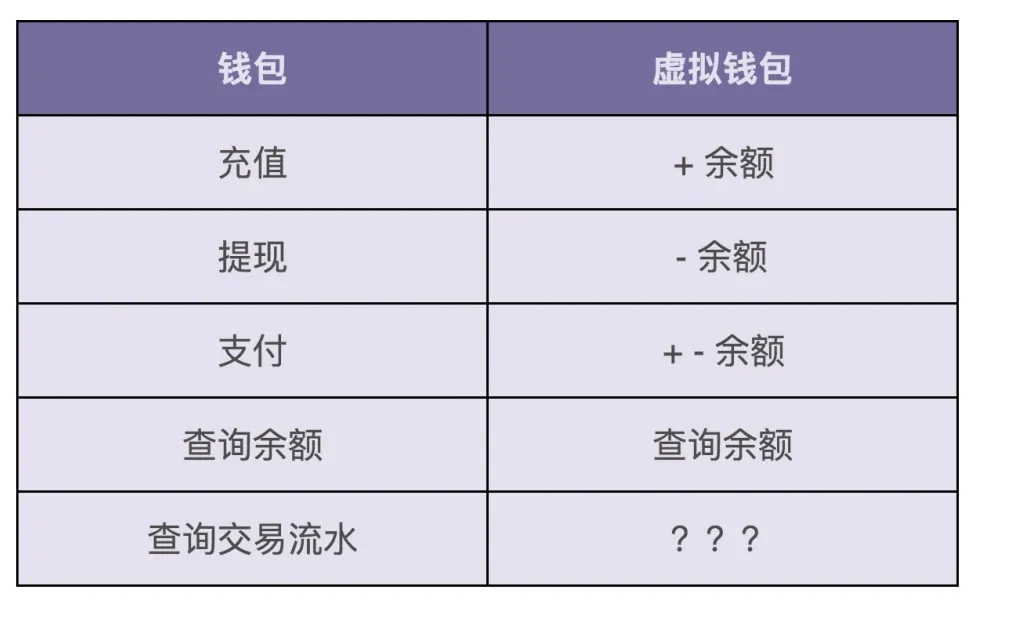 钱包 虚拟钱包
充值 + 余额
提现 - 余额
支付 + - 余额
查询余额 查询余额
查询交易流水 ？？？